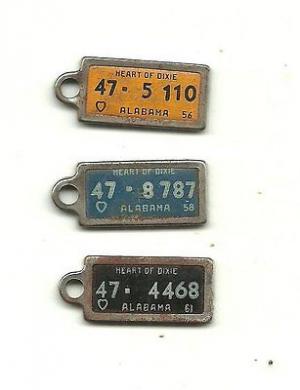 HEART OF DIXIE
47 · 5 110
ALABAMA 56
HEART OF DIXIE
47 · 8787
ALABAMA 58
HEART OF DIXIE
47 · 4468
ALABAMA 61